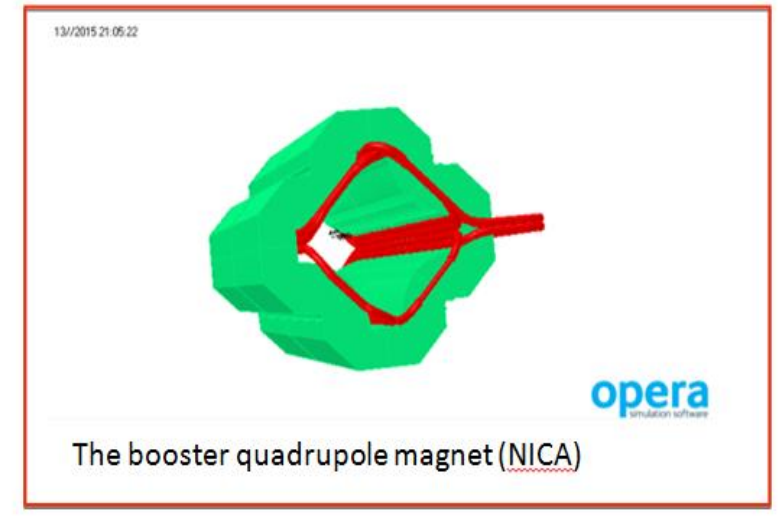 13//2015 21:05:22
opera
simulation software
The booster quadrupole magnet (NICA)